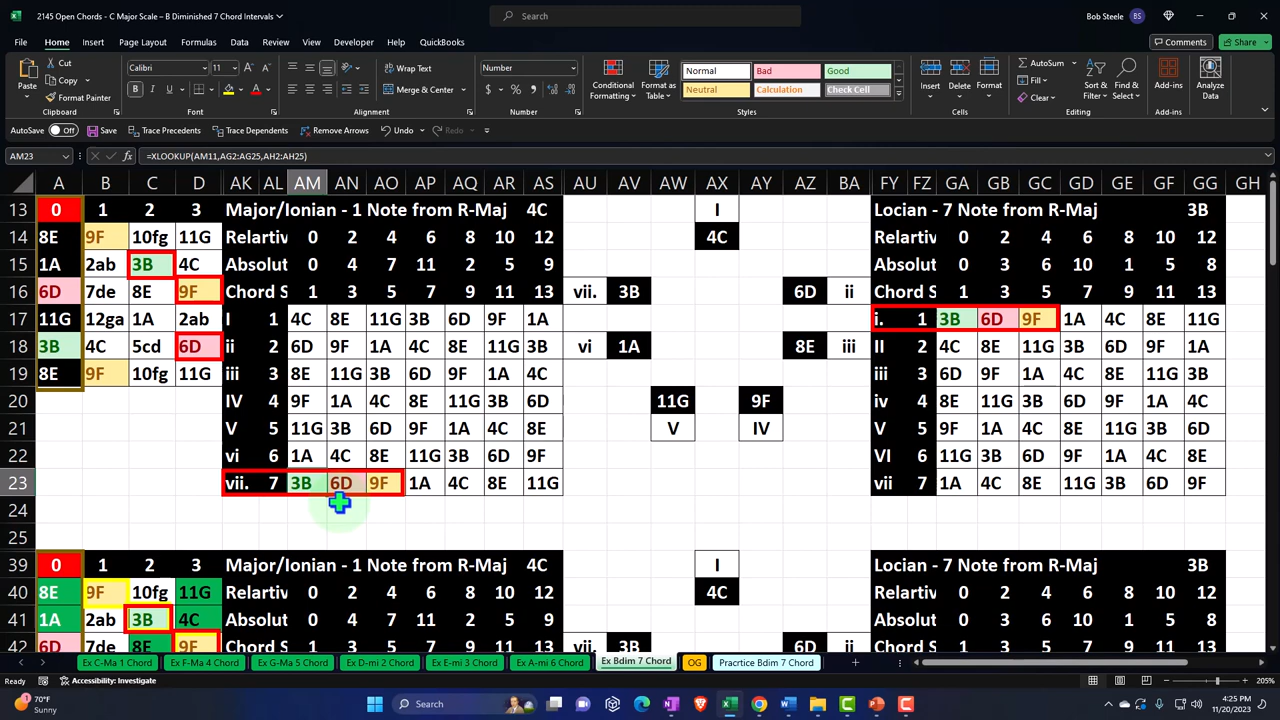 2145 Open Chords - C Major Scale – B Diminished 7 Chord Intervals
Search
Bob Steele BS
File Home Insert Page Layout Formulas Data Review View Developer Help QuickBooks Comments Share
Cut Calibri 11 Wrap Text Number Normal Bad Good AutoSum
Copy Fill
Paste Format Painter Merge & Center Conditional Formatting Format as Table Neutral Calculation Check Cell Insert Delete Format Clear Sort & Filter Find & Select Add-ins Analyze Data
Clipboard Font Alignment Number Styles Cells Editing Add-ins
AutoSave Off Save Trace Precedents Trace Dependents Remove Arrows Undo Redo
AM23 =XLOOKUP(AM11,AG2:AG25,AH2:AH25)
A B C D AK AL AM AN AO AP AQ AR AS AU AV AW AX AY AZ BA FY FZ GA GB GC GD GE GF GG GH
13 0 1 2 3 Major/Ionian - 1 Note from R-Maj 4C I Locian - 7 Note from R-Maj 3B
14 8E 9F 10fg 11G Relartiv 0 2 4 6 8 10 12 4C Relartiv 0 2 4 6 8 10 12
15 1A 2ab 3B 4C Absolut 0 4 7 11 2 5 9 Absolut 0 3 6 10 1 5 8
16 6D 7de 8E 9F Chord S 1 3 5 7 9 11 13 vii. 3B 6D ii Chord S 1 3 5 7 9 11 13
17 11G 12ga 1A 2ab I 1 4C 8E 11G 3B 6D 9F 1A i. 1 3B 6D 9F 1A 4C 8E 11G
18 3B 4C 5cd 6D ii 2 6D 9F 1A 4C 8E 11G 3B vi 1A 8E iii II 2 4C 8E 11G 3B 6D 9F 1A
19 8E 9F 10fg 11G iii 3 8E 11G 3B 6D 9F 1A 4C iii 3 6D 9F 1A 4C 8E 11G 3B
20 IV 4 9F 1A 4C 8E 11G 3B 6D 11G 9F iv 4 8E 11G 3B 6D 9F 1A 4C
21 V 5 11G 3B 6D 9F 1A 4C 8E V IV V 5 9F 1A 4C 8E 11G 3B 6D
22 vi 6 1A 4C 8E 11G 3B 6D 9F VI 6 11G 3B 6D 9F 1A 4C 8E
23 vii. 7 3B 6D 9F 1A 4C 8E 11G vii 7 1A 4C 8E 11G 3B 6D 9F
24
25
39 0 1 2 3 Major/Ionian - 1 Note from R-Maj 4C I Locian - 7 Note from R-Maj 3B
40 8E 9F 10fg 11G Relartiv 0 2 4 6 8 10 12 4C Relartiv 0 2 4 6 8 10 12
41 1A 2ab 3B 4C Absolut 0 4 7 11 2 5 9 Absolut 0 3 6 10 1 5 8
42 6D 7de 8E 9F Chord S 1 3 5 7 9 11 13 vii. 3B 6D ii Chord S 1 3 5 7 9 11 13
Ex C-Ma 1 Chord Ex F-Ma 4 Chord Ex G-Ma 5 Chord Ex D-mi 2 Chord Ex E-mi 3 Chord Ex A-mi 6 Chord Ex Bdim 7 Chord OG Pracrtice Bdim 7 Chord
Ready Accessibility: Investigate 205%
70°F
Sunny
Search
4:25 PM
11/20/2023